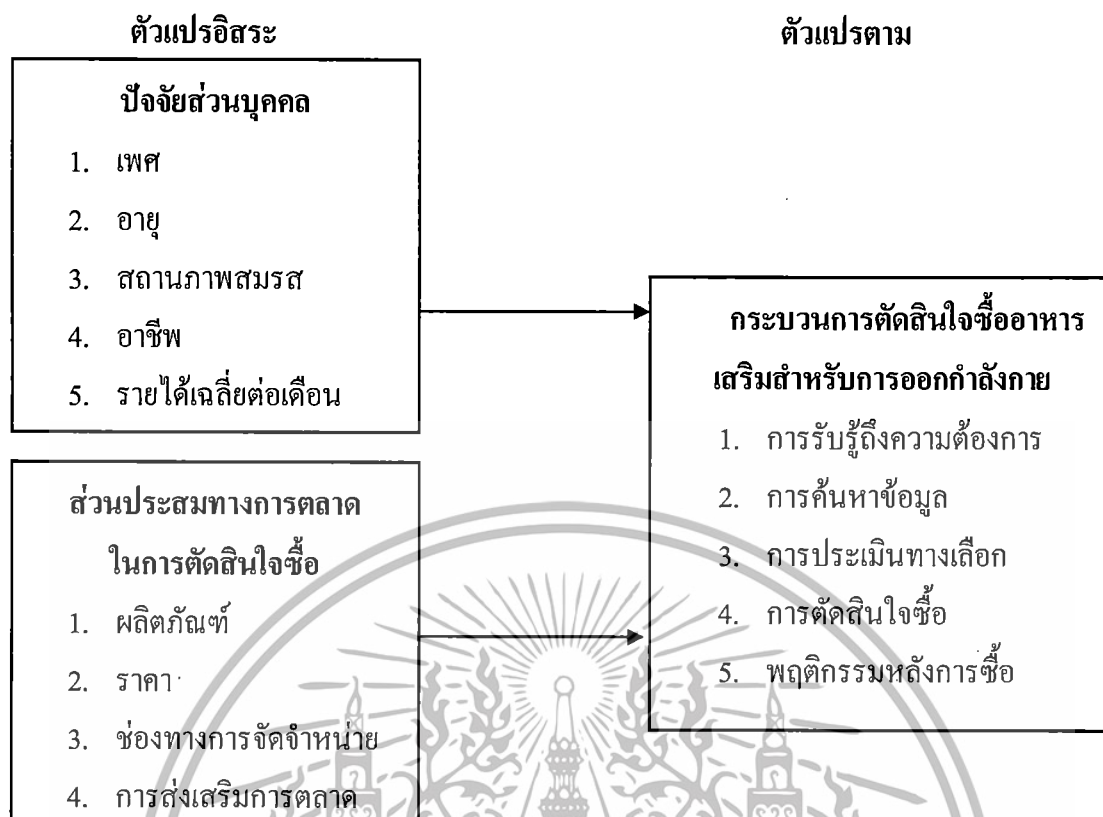 ตัวแปรอิสระ
ตัวแปรตาม
ปัจจัยส่วนบุคคล
1. เพศ
2. อายุ
3. สถานภาพสมรส
4. อาชีพ
5. รายได้เฉลี่ยต่อเดือน
ส่วนประสมทางการตลาด
ในการตัดสินใจซื้อ
1. ผลิตภัณฑ์
2. ราคา
3. ช่องทางการจัดจำหน่าย
4. การส่งเสริมการตลาด
กระบวนการตัดสินใจซื้ออาหาร
เสริมสำหรับการออกกำลังกาย
1. การรับรู้ถึงความต้องการ
2. การค้นหาข้อมูล
3. การประเมินทางเลือก
4. การตัดสินใจซื้อ
5. พฤติกรรมหลังการซื้อ